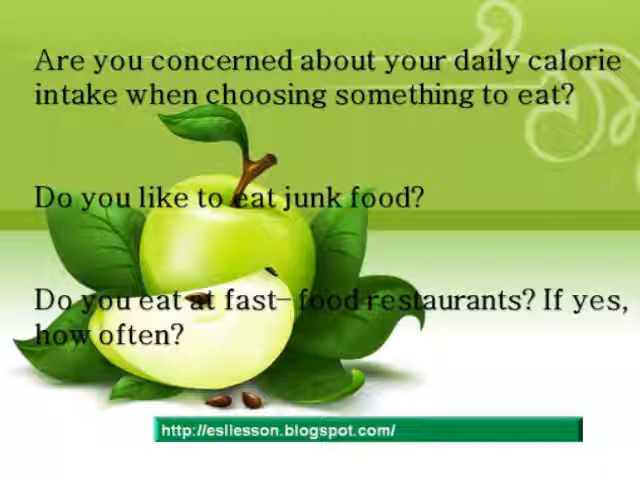 Are you concerned about your daily calorie
intake when choosing something to eat?
Do you like to eat junk food?
Do you eat at fast-food restaurants? If yes,
how often?
http://esllesson.blogspot.com/